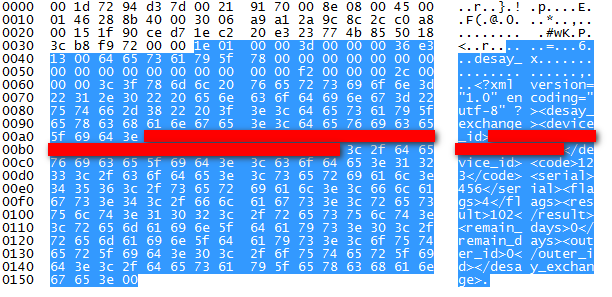 0000 00 1d 72 94 d3 7d 00 21 91 70 00 8e 08 00 45 00 ..r..}.! .p....E.
0010 01 46 28 8b 40 00 30 06 a9 a1 2a 9c 8c 2c c0 a8 .F(.@.0. ..*..,..
0020 00 15 1f 90 ce d7 1e c2 20 e3 23 77 4b 85 50 18 ........ .#wK.P.
0030 3c b8 f9 72 00 00 1e 01 00 00 3d 00 00 00 36 e3 <..r.... ..=...6.
0040 13 00 64 65 73 61 79 5f 78 00 00 00 00 00 00 00 ..desay_ x.......
0050 00 00 00 00 00 00 00 00 00 00 f2 00 00 00 2c 00 ........ ......,.
0060 00 00 3c 3f 78 6d 6c 20 76 65 72 73 69 6f 6e 3d ..<?xml version=
0070 22 31 2e 30 22 20 65 6e 63 6f 64 69 6e 67 3d 22 "1.0" en coding="
0080 75 74 66 2d 38 22 20 3f 3e 3c 64 65 73 61 79 5f utf-8" ? ><desay_
0090 65 78 63 68 61 6e 67 65 3e 3c 64 65 76 69 63 65 exchange ><device
00a0 5f 69 64 3e _id>
00b0 3c 2f 64 65 </de
00c0 76 69 63 65 5f 69 64 3e 3c 63 6f 64 65 3e 31 32 vice_id> <code>12
00d0 33 3c 2f 63 6f 64 65 3e 3c 73 65 72 69 61 6c 3e 3</code> <serial>
00e0 34 35 36 3c 2f 73 65 72 69 61 6c 3e 3c 66 6c 61 456</ser ial><fla
00f0 67 73 3e 34 3c 2f 66 6c 61 67 73 3e 3c 72 65 73 gs>4</fl ags><res
0100 75 6c 74 3e 31 30 32 3c 2f 72 65 73 75 6c 74 3e ult>102< /result>
0110 3c 72 65 6d 61 69 6e 5f 64 61 79 73 3e 30 3c 2f <remain_ days>0</
0120 72 65 6d 61 69 6e 5f 64 61 79 73 3e 3c 6f 75 74 remain_d ays><out
0130 65 72 5f 69 64 3e 30 3c 2f 6f 75 74 65 72 5f 69 er_id>0< /outer_i
0140 64 3e 3c 2f 64 65 73 61 79 5f 65 78 63 68 61 6e d></desa y_exchan
0150 67 65 3e 00 ge>.